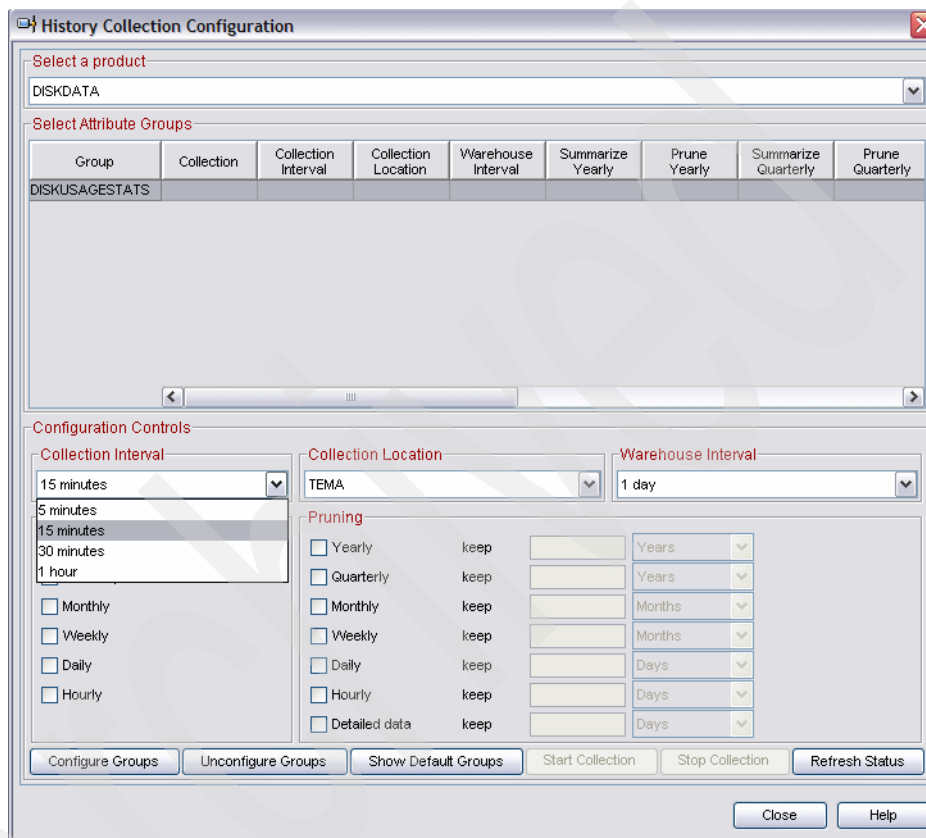 History Collection Configuration
Select a product
DISKDATA
Select Attribute Groups
Group
Collection
Collection Interval
Collection Location
Warehouse Interval
Summarize Yearly
Prune Yearly
Summarize Quarterly
Prune Quarterly
DISKUSAGESTATS
Configuration Controls
Collection Interval
Collection Location
Warehouse Interval
15 minutes
TEMA
1 day
5 minutes
15 minutes
30 minutes
1 hour
Monthly
Weekly
Daily
Hourly
Pruning
Yearly keep Years
Quarterly keep Years
Monthly keep Months
Weekly keep Months
Daily keep Days
Hourly keep Days
Detailed data keep Days
Configure Groups
Unconfigure Groups
Show Default Groups
Start Collection
Stop Collection
Refresh Status
Close
Help